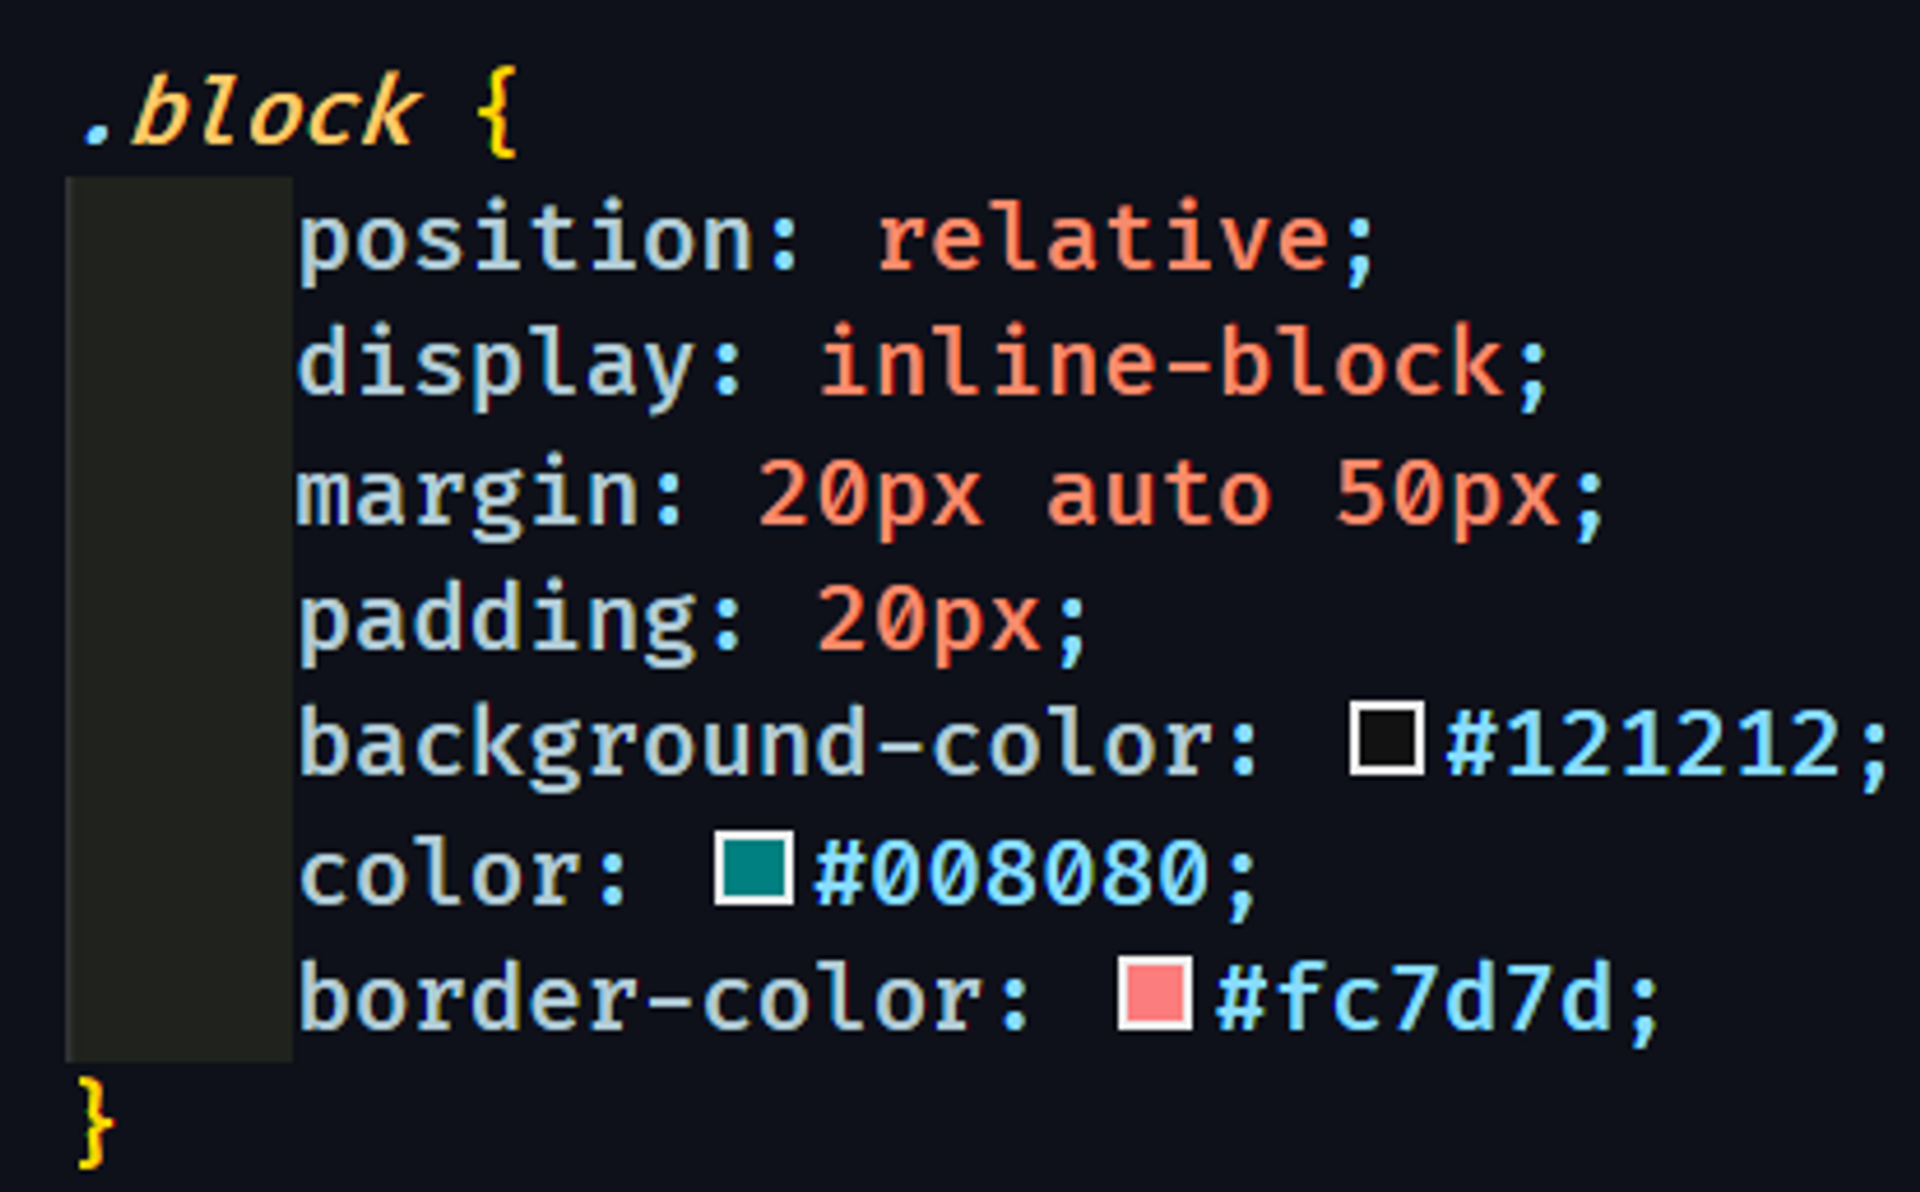 .block {
position: relative;
display: inline-block;
margin: 20px auto 50px;
padding: 20px;
background-color: #121212;
color: #008080;
border-color: #fc7d7d;
}